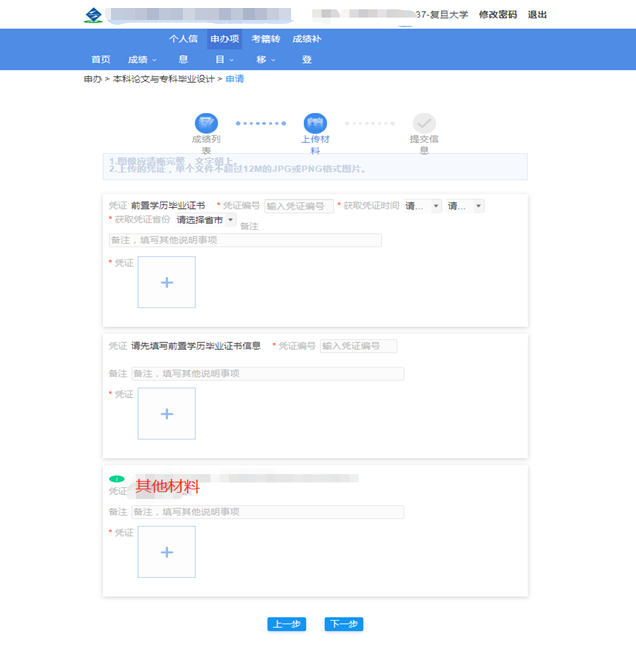 37-复旦大学 修改密码 退出
首页 成绩 个人信息 申办项目 考籍转移 成绩补登
申办 > 本科论文与专科毕业设计 > 申请
成绩列表 上传材料 提交信息
1.图像应清晰完整，文字朝上。
2.上传的凭证，单个文件不超过12M的JPG或PNG格式图片。
凭证 前置学历毕业证书 * 凭证编号 输入凭证编号 * 获取凭证时间 请... 请...
* 获取凭证省份 请选择省市 备注
备注，填写其他说明事项
* 凭证 +
凭证 请先填写前置学历毕业证书信息 * 凭证编号 输入凭证编号
备注 备注，填写其他说明事项
* 凭证 +
凭证 其他材料
备注 备注，填写其他说明事项
* 凭证 +
上一步 下一步